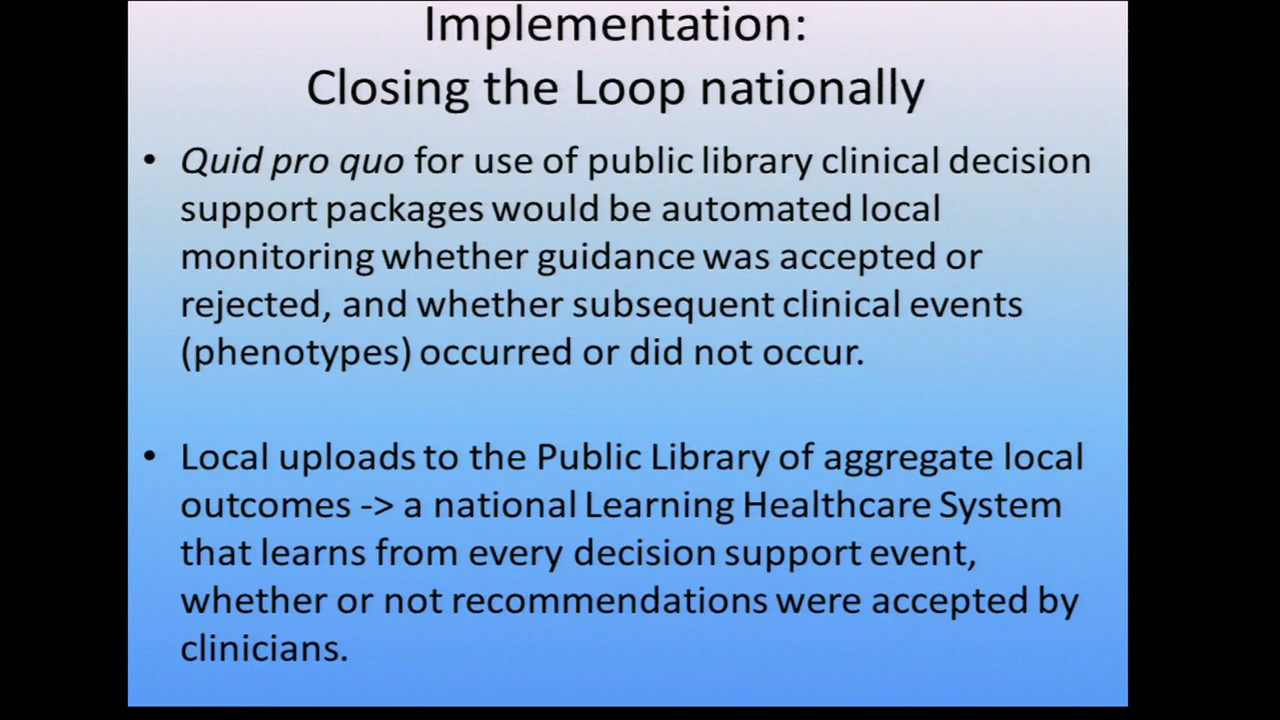 Implementation:
Closing the Loop nationally
• Quid pro quo for use of public library clinical decision
support packages would be automated local
monitoring whether guidance was accepted or
rejected, and whether subsequent clinical events
(phenotypes) occurred or did not occur.
• Local uploads to the Public Library of aggregate local
outcomes -> a national Learning Healthcare System
that learns from every decision support event,
whether or not recommendations were accepted by
clinicians.